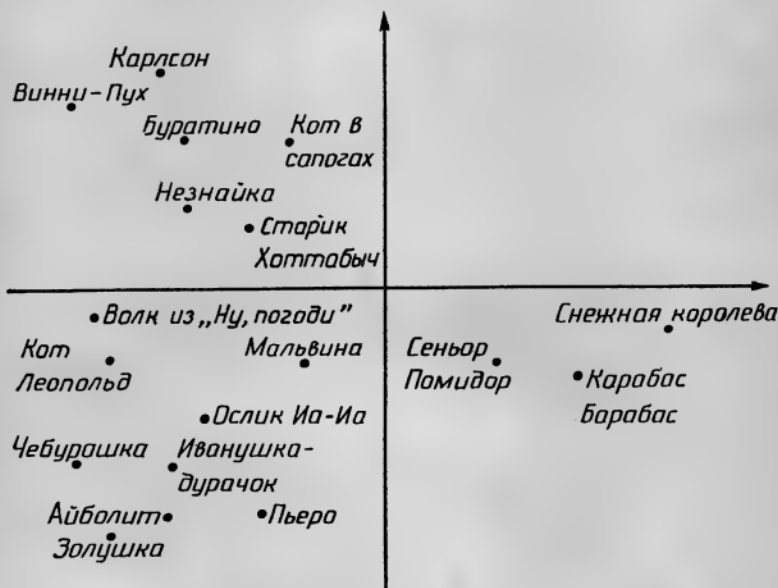 Карлсон
Винни-Пух
Буратино
Кот в
сапогах
Незнайка
Старик
Хоттабыч
Волк из „Ну, погоди”
Снежная королева
Кот
Леопольд
Мальвина
Сеньор
Помидор
Карабас
Барабас
Ослик Иа-Иа
Чебурашка
Иванушка-
дурачок
Айболит
Золушка
Пьеро